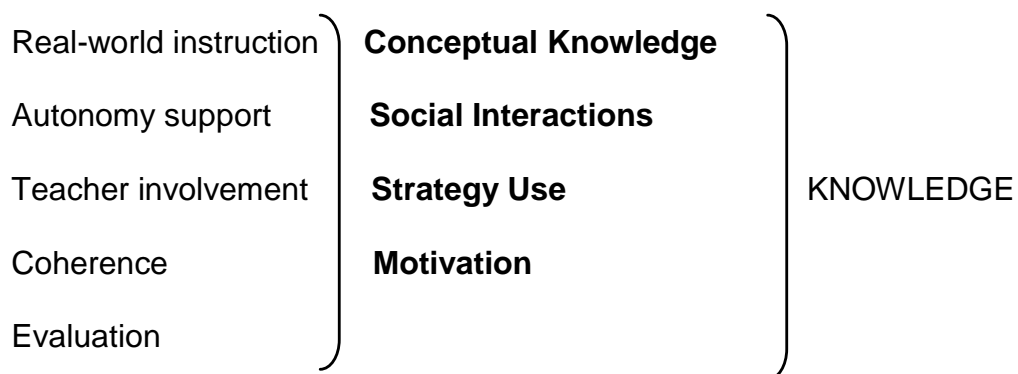 Real-world instruction Conceptual Knowledge
Autonomy support Social Interactions
Teacher involvement Strategy Use KNOWLEDGE
Coherence Motivation
Evaluation